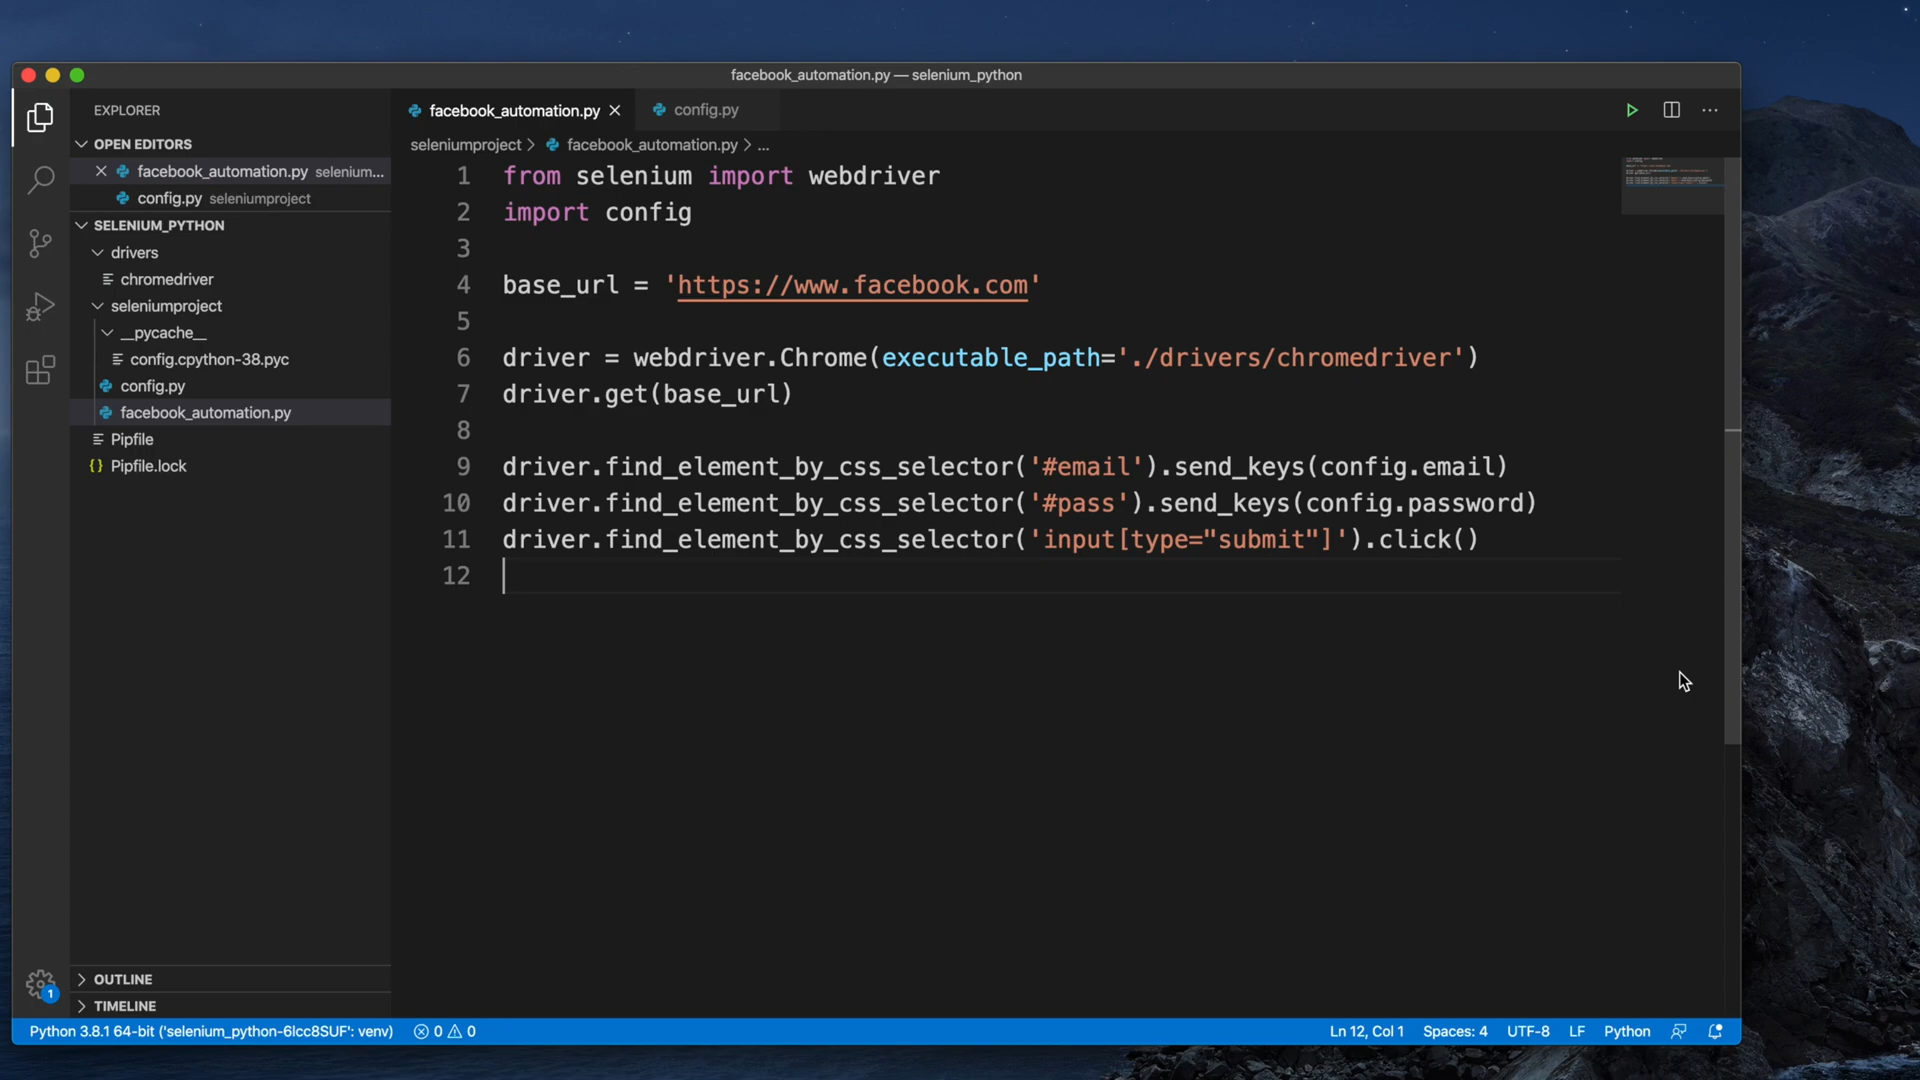 facebook_automation.py — selenium_python
EXPLORER
OPEN EDITORS
facebook_automation.py selenium...
config.py seleniumproject
SELENIUM_PYTHON
drivers
chromedriver
seleniumproject
__pycache__
config.cpython-38.pyc
config.py
facebook_automation.py
Pipfile
{} Pipfile.lock
OUTLINE
TIMELINE
facebook_automation.py
config.py
seleniumproject > facebook_automation.py > ...
1 from selenium import webdriver
2 import config
3
4 base_url = 'https://www.facebook.com'
5
6 driver = webdriver.Chrome(executable_path='./drivers/chromedriver')
7 driver.get(base_url)
8
9 driver.find_element_by_css_selector('#email').send_keys(config.email)
10 driver.find_element_by_css_selector('#pass').send_keys(config.password)
11 driver.find_element_by_css_selector('input[type="submit"]').click()
12
1
Python 3.8.1 64-bit ('selenium_python-6lcc8SUF': venv) 0 0 Ln 12, Col 1 Spaces: 4 UTF-8 LF Python